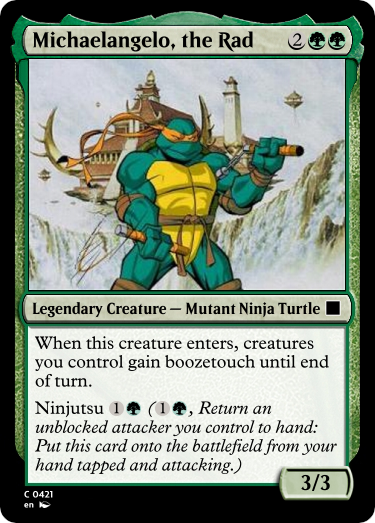 Michaelangelo, the Rad 2
Legendary Creature — Mutant Ninja Turtle
When this creature enters, creatures
you control gain boozetouch until end
of turn.
Ninjutsu 1 (1, Return an
unblocked attacker you control to hand:
Put this card onto the battlefield from your
hand tapped and attacking.)
3/3
C 0421
en